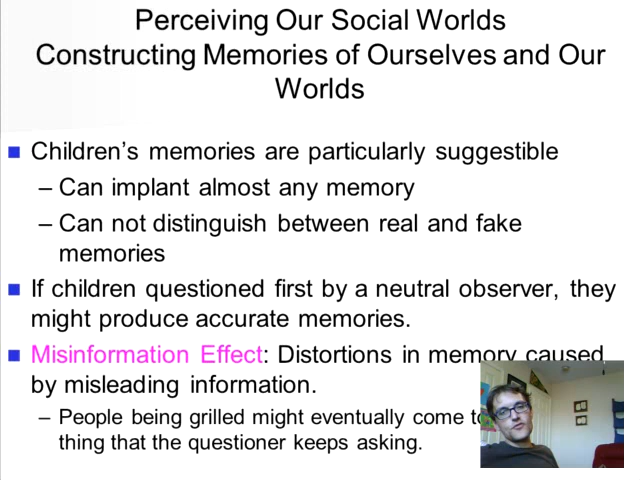 Perceiving Our Social Worlds
Constructing Memories of Ourselves and Our
Worlds
Children's memories are particularly suggestible
– Can implant almost any memory
– Can not distinguish between real and fake
memories
If children questioned first by a neutral observer, they
might produce accurate memories.
Misinformation Effect: Distortions in memory caused
by misleading information.
– People being grilled might eventually come
thing that the questioner keeps asking.